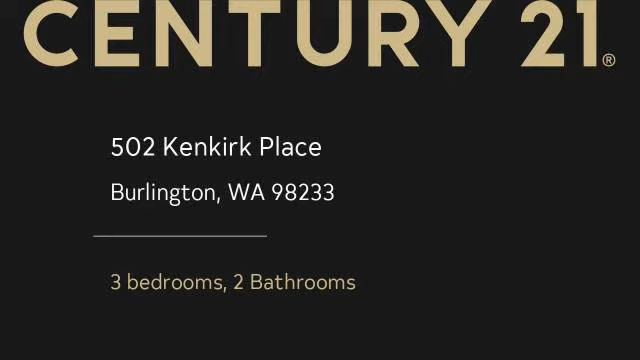 CENTURY 21®
502 Kenkirk Place
Burlington, WA 98233
3 bedrooms, 2 Bathrooms